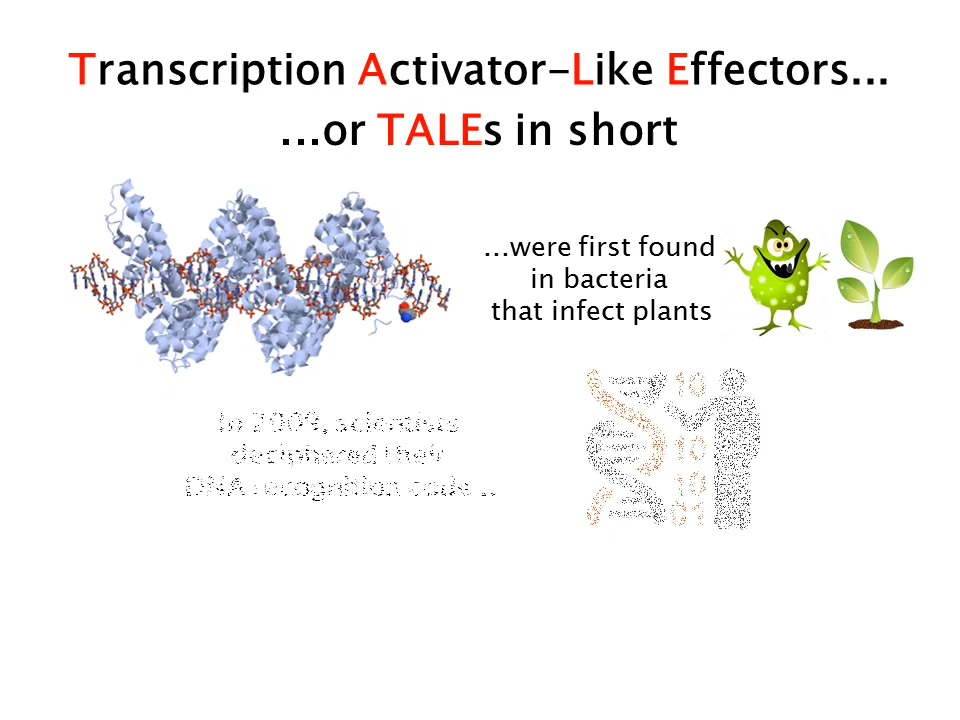 Transcription Activator-Like Effectors...
...or TALEs in short
...were first found
in bacteria
that infect plants
In 2009, scientists
deciphered their
DNA recognition code...
10
10
10
01